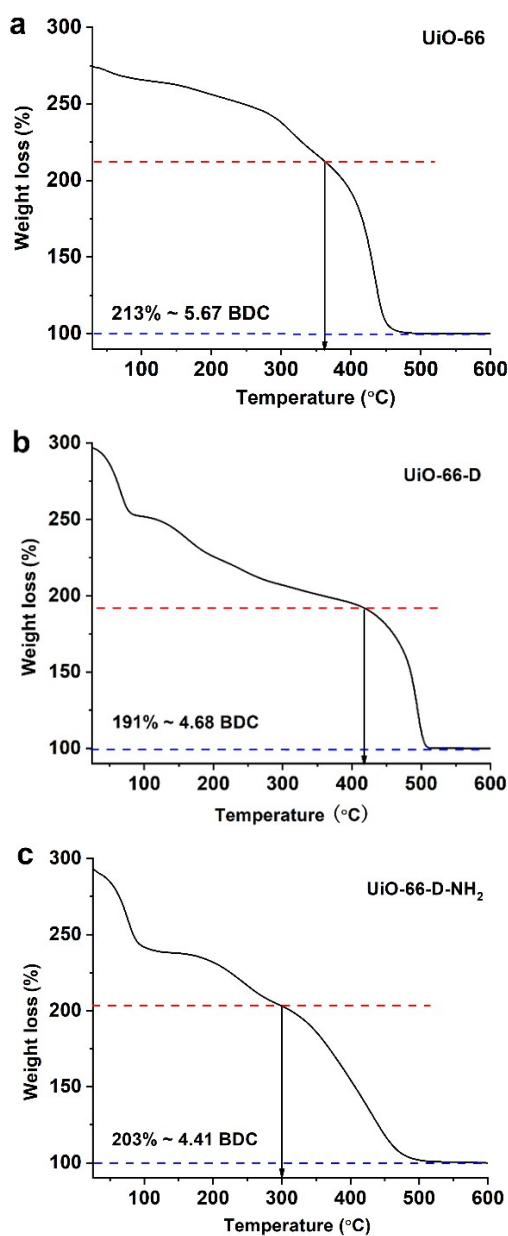 a
UiO-66
300
250
200
150
100
Weight loss (%)
213% ~ 5.67 BDC
100 200 300 400 500 600
Temperature (°C)
b
UiO-66-D
300
250
200
150
100
Weight loss (%)
191% ~ 4.68 BDC
100 200 300 400 500 600
Temperature (°C)
c
UiO-66-D-NH₂
300
250
200
150
100
Weight loss (%)
203% ~ 4.41 BDC
100 200 300 400 500 600
Temperature (°C)